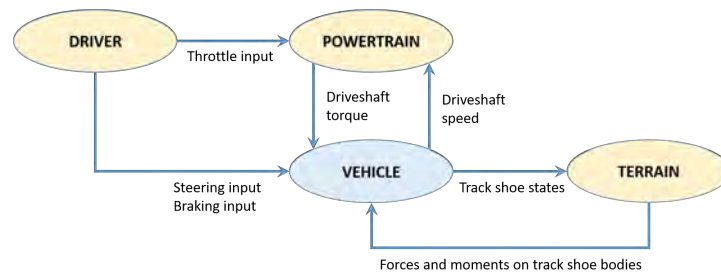 DRIVER
POWERTRAIN
Throttle input
Driveshaft
torque
Driveshaft
speed
VEHICLE
TERRAIN
Steering input
Braking input
Track shoe states
Forces and moments on track shoe bodies